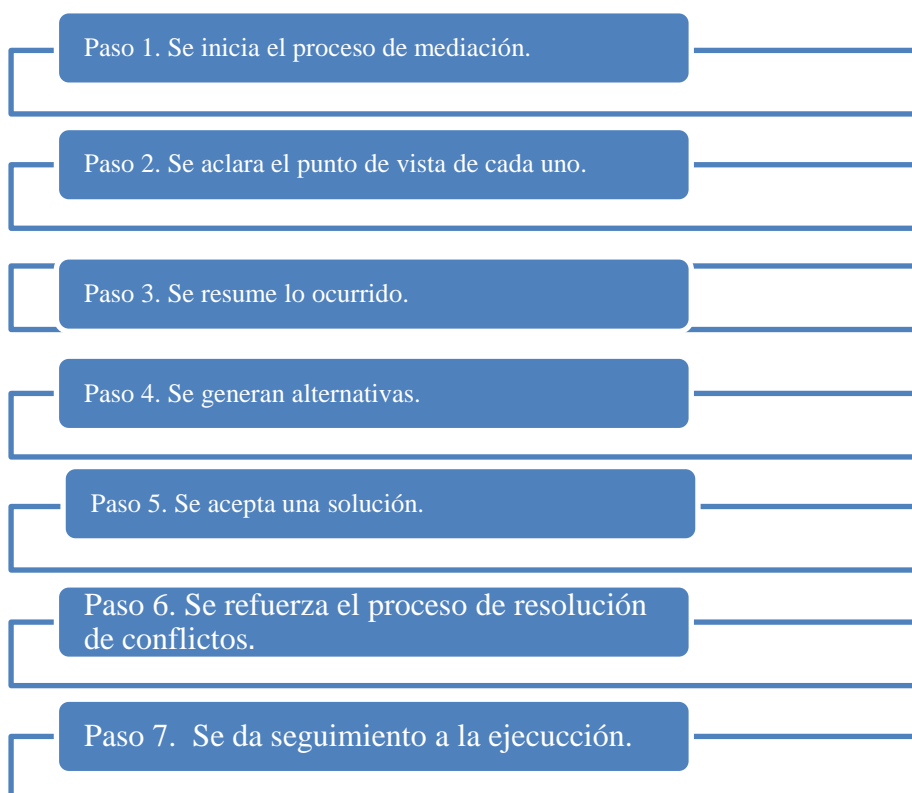 Paso 1. Se inicia el proceso de mediación.
Paso 2. Se aclara el punto de vista de cada uno.
Paso 3. Se resume lo ocurrido.
Paso 4. Se generan alternativas.
Paso 5. Se acepta una solución.
Paso 6. Se refuerza el proceso de resolución
de conflictos.
Paso 7. Se da seguimiento a la ejecucción.